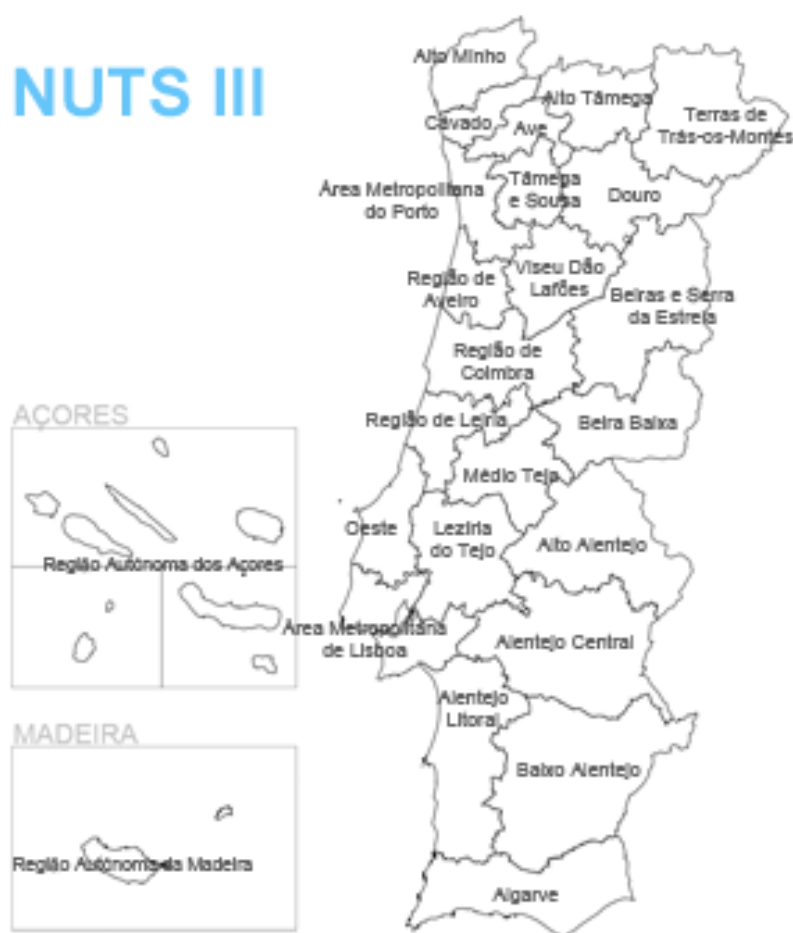 NUTS III
Alto Minho
Cávado
Ave
Alto Tâmega
Terras de
Trás-os-Montes
Área Metropolitana
do Porto
Tâmega
e Sousa
Douro
Região de
Aveiro
Viseu Dão
Lafões
Beiras e Serra
da Estrela
Região de
Coimbra
Região de Leiria
Beira Baixa
Médio Tejo
Oeste
Lezíria
do Tejo
Alto Alentejo
Área Metropolitana
de Lisboa
Alentejo Central
Alentejo
Litoral
Baixo Alentejo
Algarve
AÇORES
Região Autónoma dos Açores
MADEIRA
Região Autónoma da Madeira